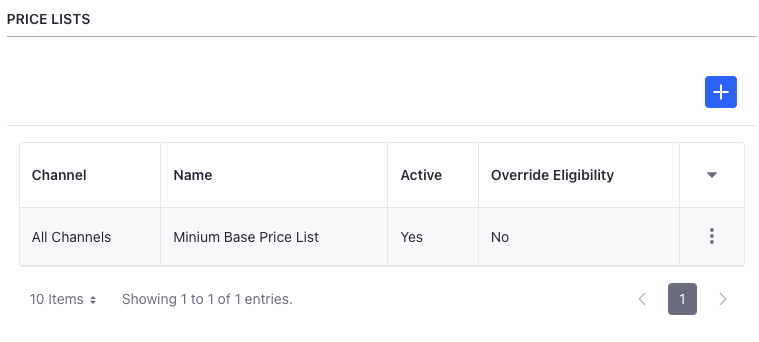 PRICE LISTS
Channel Name Active Override Eligibility
All Channels Minium Base Price List Yes No
10 Items Showing 1 to 1 of 1 entries. 1